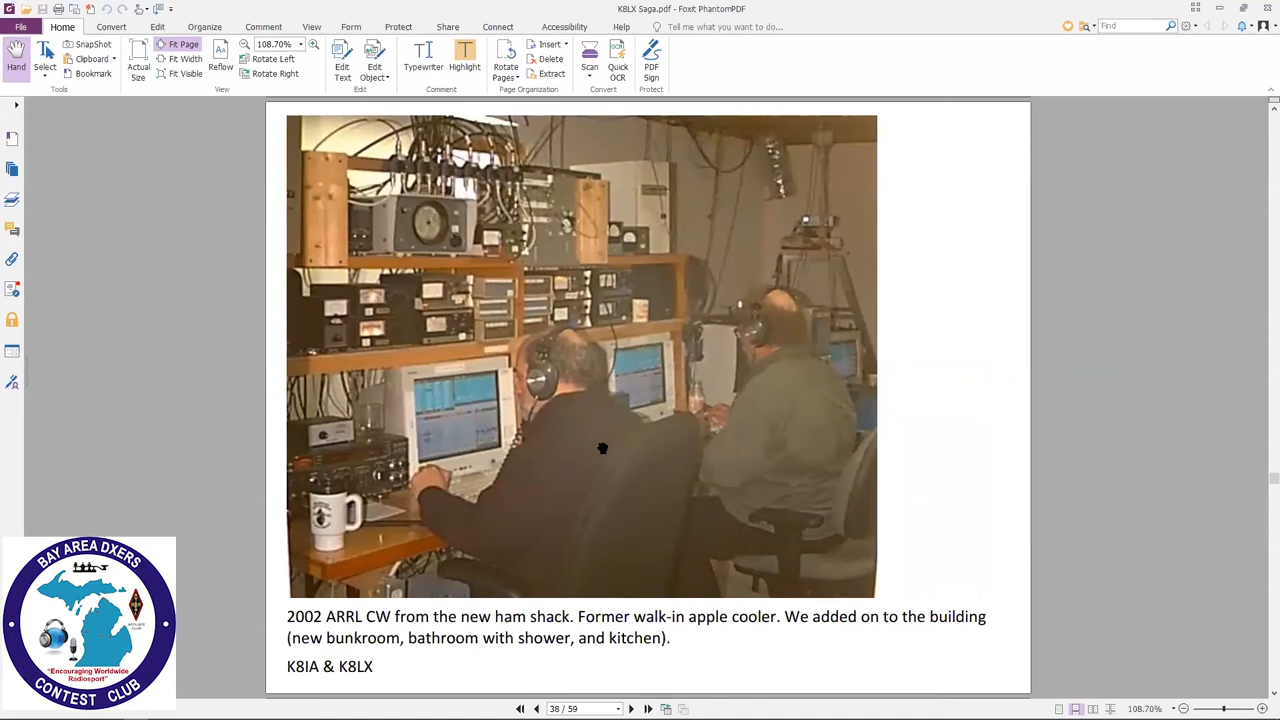 K8LX Saga.pdf - Foxit PhantomPDF
File Home Convert Edit Organize Comment View Form Protect Share Connect Accessibility Help Tell me what you want to do... Find
Hand
Select
SnapShot
Clipboard
Bookmark
Tools
Actual Size
Fit Page
Fit Width
Fit Visible
Reflow
108.70%
Rotate Left
Rotate Right
View
Edit Text
Edit Object
Edit
Typewriter
Highlight
Comment
Rotate Pages
Insert
Delete
Extract
Page Organization
Scan
Quick OCR
Convert
PDF Sign
Protect
2002 ARRL CW from the new ham shack. Former walk-in apple cooler. We added on to the building
(new bunkroom, bathroom with shower, and kitchen).
K8IA & K8LX
BAY AREA DXERS
AFFILIATE CLUB
"Encouraging Worldwide
Radiosport"
CONTEST CLUB
38 / 59
108.70%